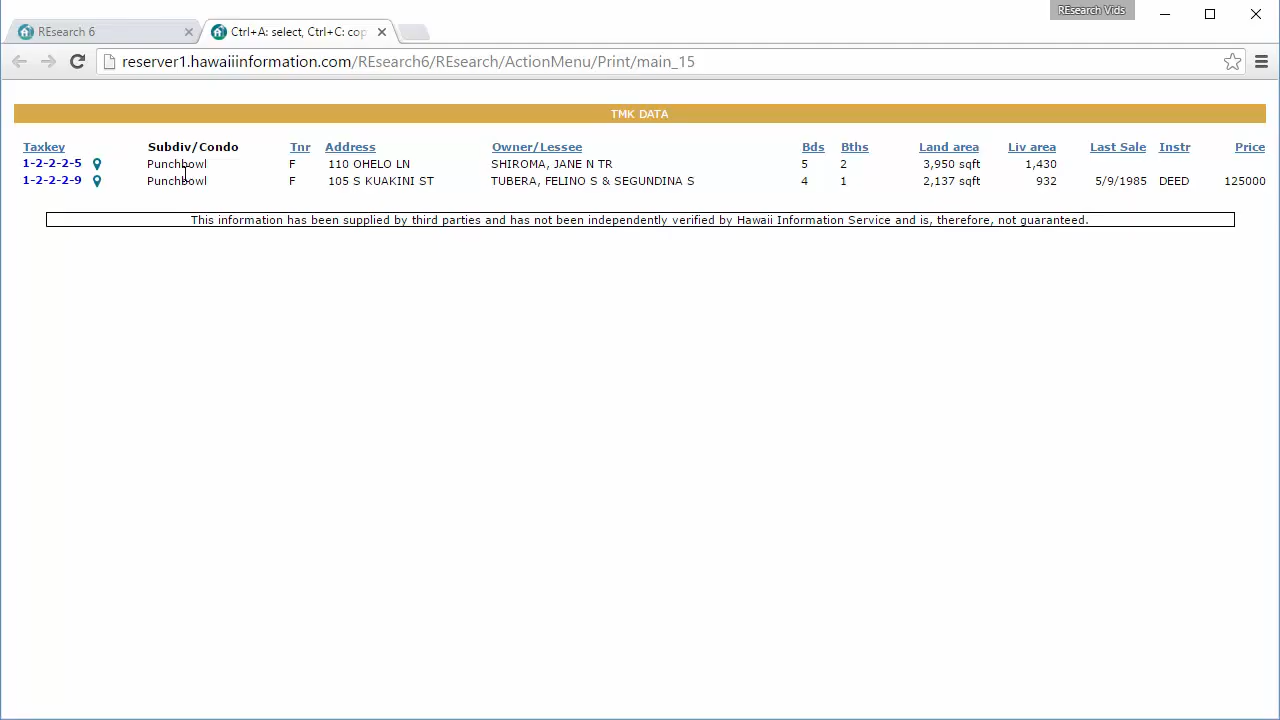 REsearch Vids
REsearch 6
Ctrl+A: select, Ctrl+C: cop
reserver1.hawaiiinformation.com/REsearch6/REsearch/ActionMenu/Print/main_15
TMK DATA
Taxkey Subdiv/Condo Tnr Address Owner/Lessee Bds Bths Land area Liv area Last Sale Instr Price
1-2-2-2-5 Punchbowl F 110 OHELO LN SHIROMA, JANE N TR 5 2 3,950 sqft 1,430
1-2-2-2-9 Punchbowl F 105 S KUAKINI ST TUBERA, FELINO S & SEGUNDINA S 4 1 2,137 sqft 932 5/9/1985 DEED 125000
This information has been supplied by third parties and has not been independently verified by Hawaii Information Service and is, therefore, not guaranteed.